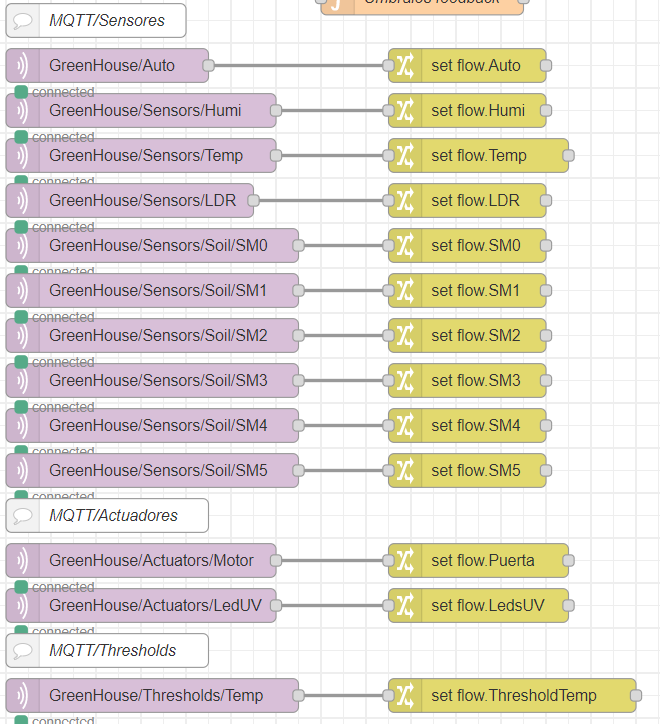 Umbrales feedback
MQTT/Sensores
GreenHouse/Auto set flow.Auto
connected
GreenHouse/Sensors/Humi set flow.Humi
connected
GreenHouse/Sensors/Temp set flow.Temp
connected
GreenHouse/Sensors/LDR set flow.LDR
connected
GreenHouse/Sensors/Soil/SM0 set flow.SM0
connected
GreenHouse/Sensors/Soil/SM1 set flow.SM1
connected
GreenHouse/Sensors/Soil/SM2 set flow.SM2
connected
GreenHouse/Sensors/Soil/SM3 set flow.SM3
connected
GreenHouse/Sensors/Soil/SM4 set flow.SM4
connected
GreenHouse/Sensors/Soil/SM5 set flow.SM5
connected
MQTT/Actuadores
GreenHouse/Actuators/Motor set flow.Puerta
connected
GreenHouse/Actuators/LedUV set flow.LedsUV
connected
MQTT/Thresholds
GreenHouse/Thresholds/Temp set flow.ThresholdTemp
connected